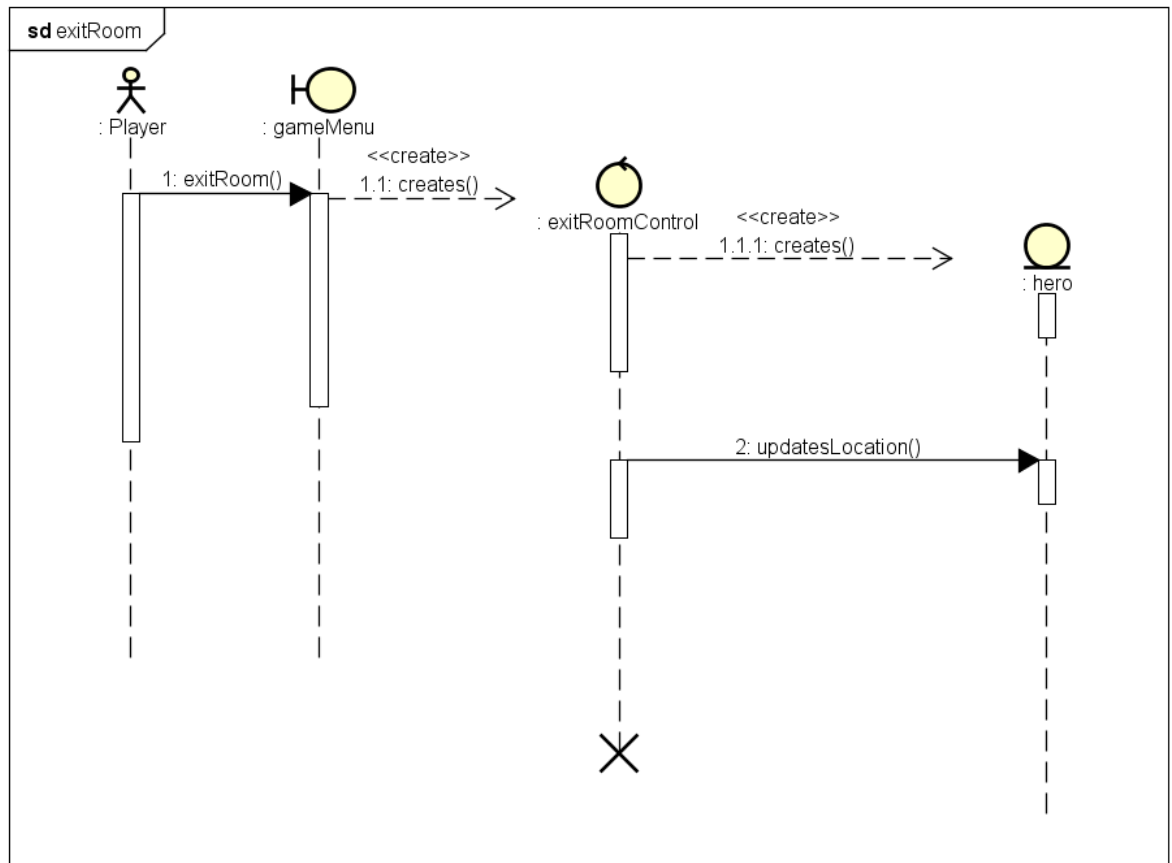 sd exitRoom
: Player
: gameMenu
<<create>>
1: exitRoom()
1.1: creates()
: exitRoomControl
<<create>>
1.1.1: creates()
: hero
2: updatesLocation()